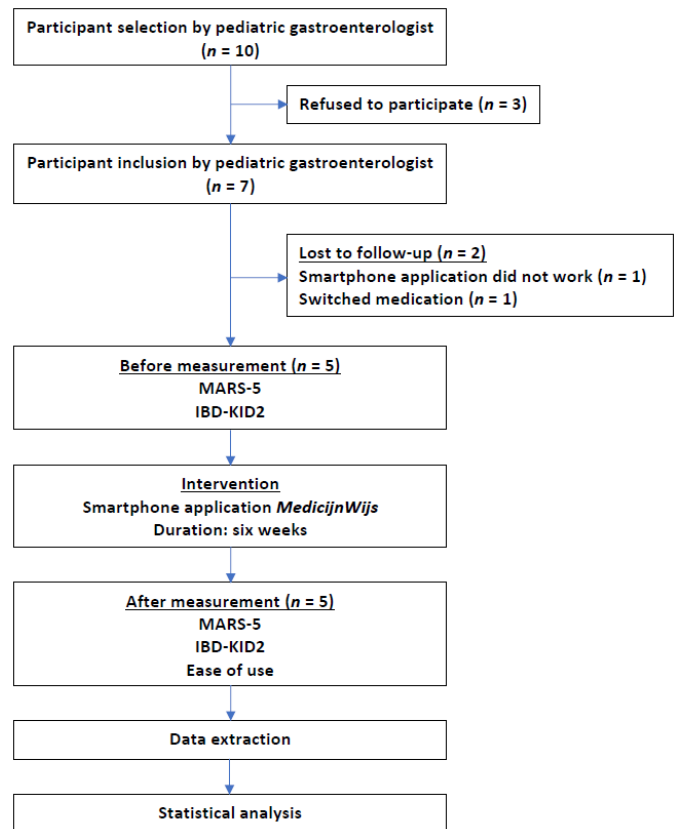 Participant selection by pediatric gastroenterologist
(n = 10)
Refused to participate (n = 3)
Participant inclusion by pediatric gastroenterologist
(n = 7)
Lost to follow-up (n = 2)
Smartphone application did not work (n = 1)
Switched medication (n = 1)
Before measurement (n = 5)
MARS-5
IBD-KID2
Intervention
Smartphone application MedicijnWijs
Duration: six weeks
After measurement (n = 5)
MARS-5
IBD-KID2
Ease of use
Data extraction
Statistical analysis